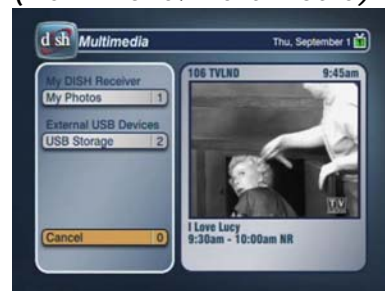 dish Multimedia
Thu, September 1
My DISH Receiver
My Photos 1
External USB Devices
USB Storage 2
Cancel 0
106 TVLND 9:45am
TV
I Love Lucy
9:30am - 10:00am NR